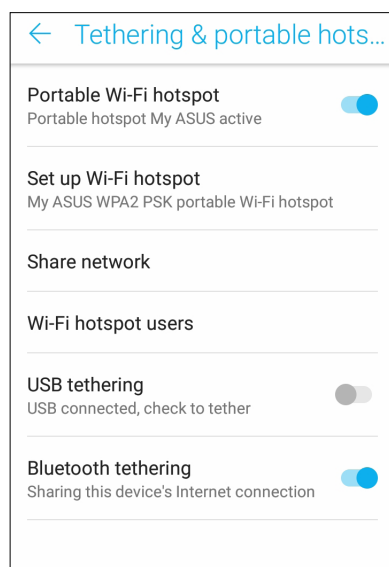 Tethering & portable hots...
Portable Wi-Fi hotspot
Portable hotspot My ASUS active
Set up Wi-Fi hotspot
My ASUS WPA2 PSK portable Wi-Fi hotspot
Share network
Wi-Fi hotspot users
USB tethering
USB connected, check to tether
Bluetooth tethering
Sharing this device's Internet connection